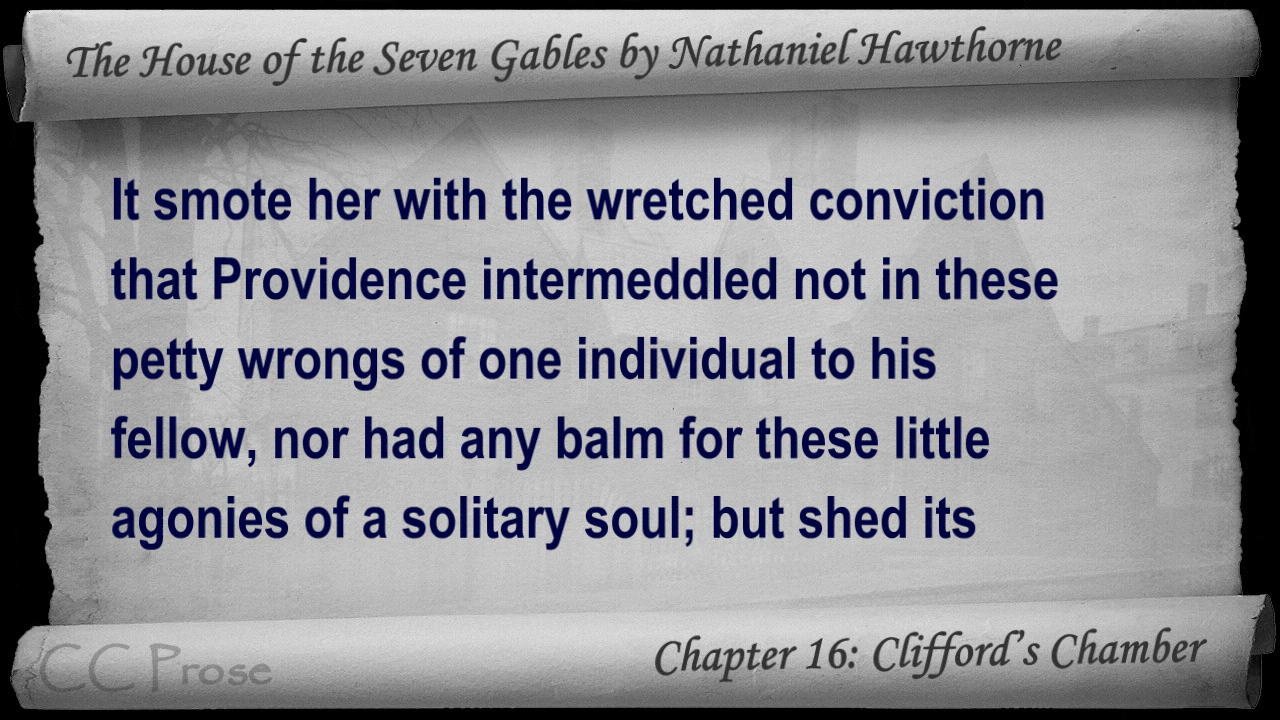 The House of the Seven Gables by Nathaniel Hawthorne
It smote her with the wretched conviction
that Providence intermeddled not in these
petty wrongs of one individual to his
fellow, nor had any balm for these little
agonies of a solitary soul; but shed its
Chapter 16: Clifford's Chamber
CC Prose